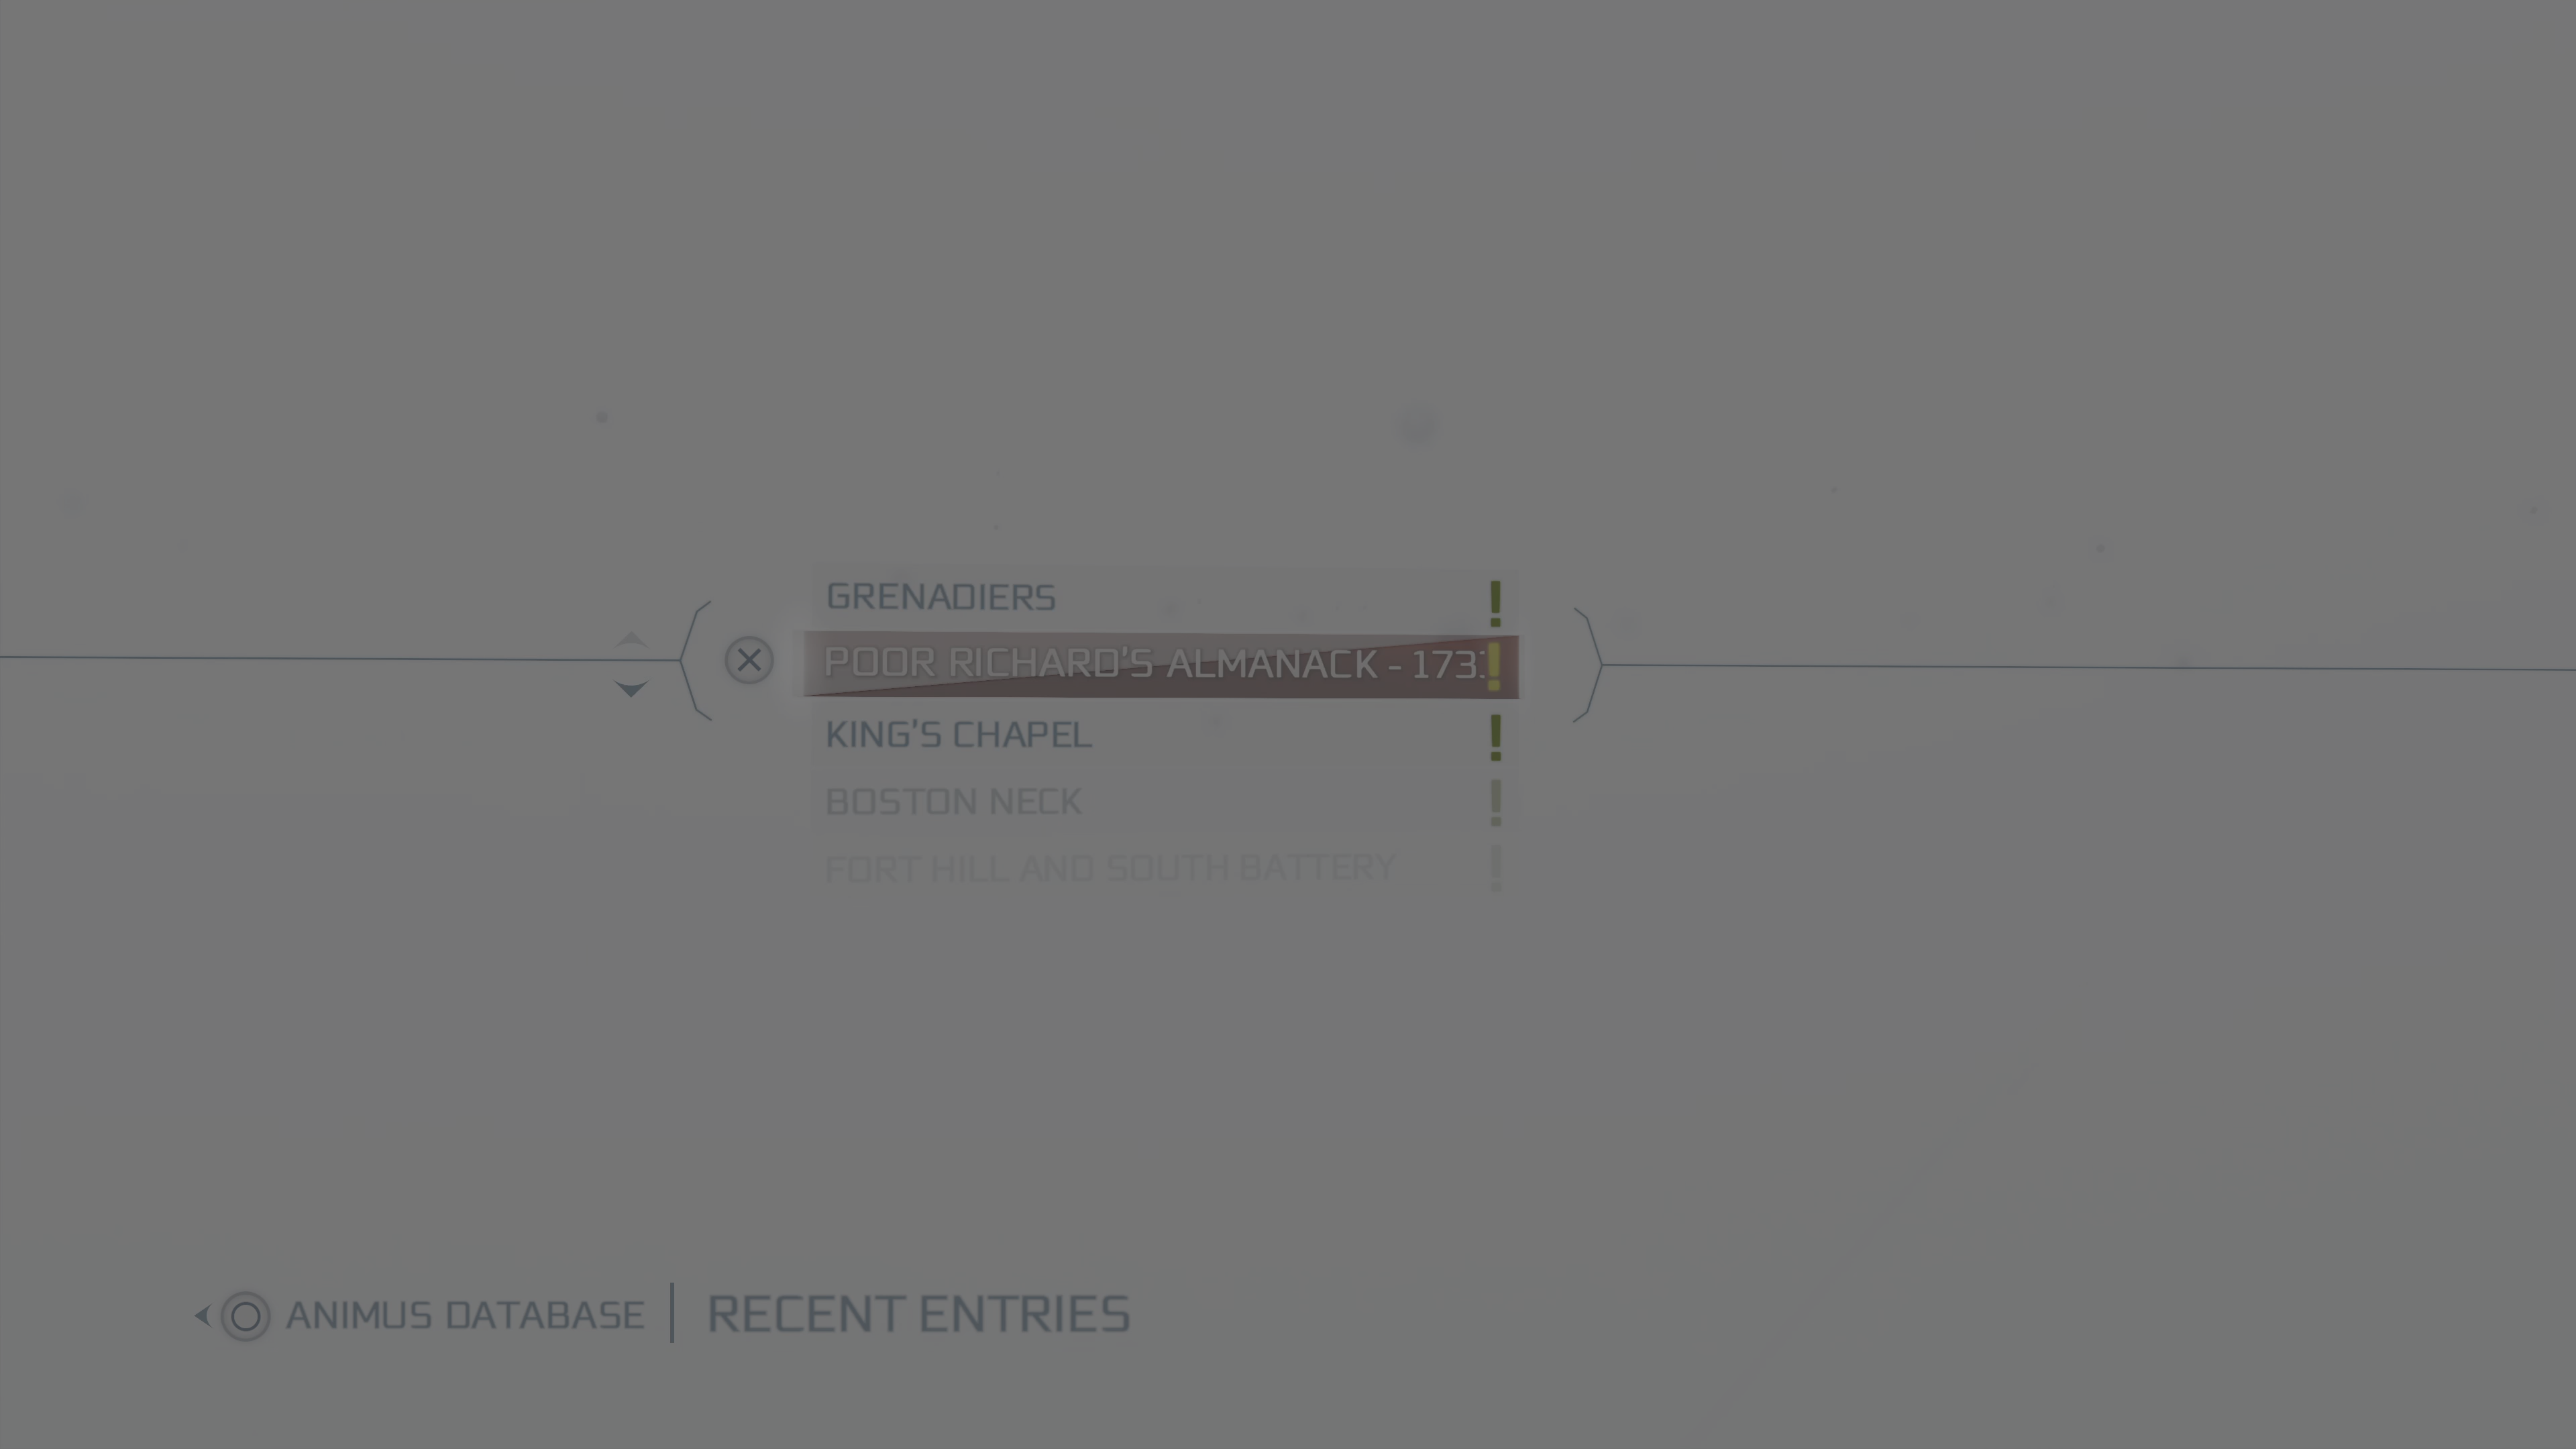 GRENADIERS
POOR RICHARD'S ALMANACK - 173
KING'S CHAPEL
BOSTON NECK
FORT HILL AND SOUTH BATTERY
ANIMUS DATABASE
RECENT ENTRIES